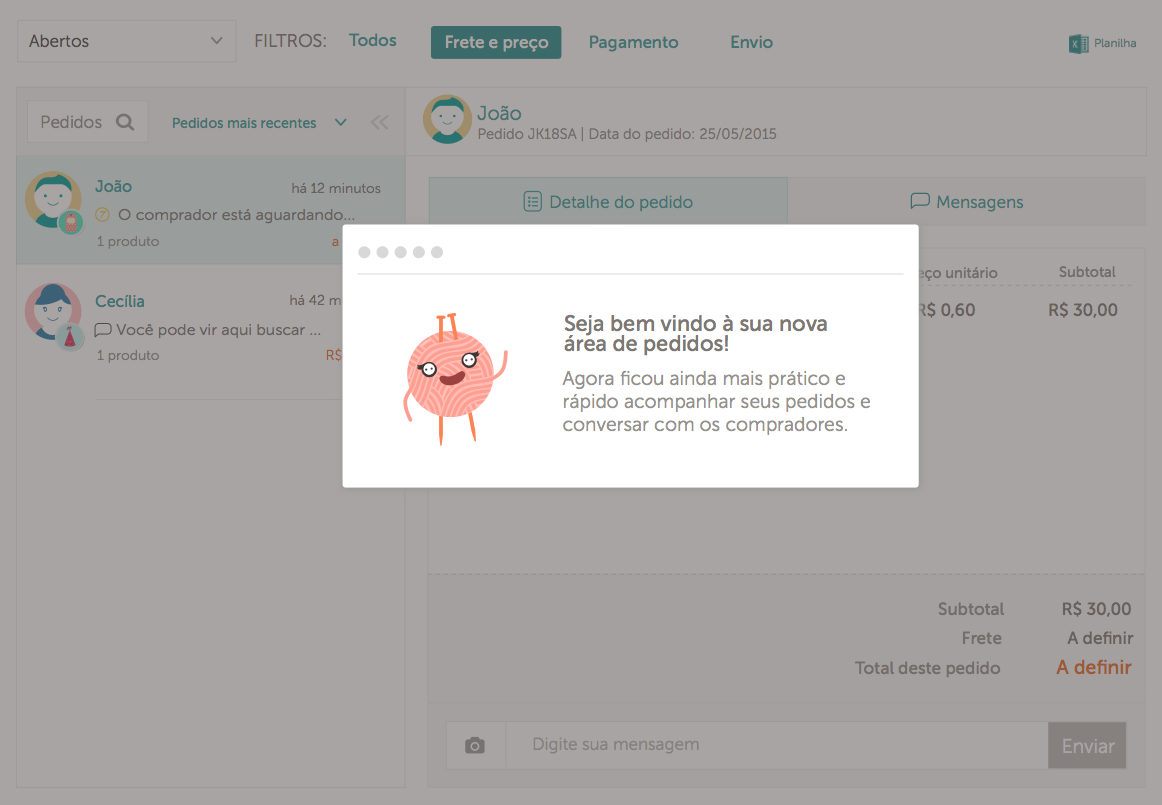 Abertos
FILTROS:
Todos
Frete e preço
Pagamento
Envio
Planilha
Pedidos
Pedidos mais recentes
João
Pedido JK18SA | Data do pedido: 25/05/2015
João
há 12 minutos
O comprador está aguardando...
1 produto
a
Cecília
há 42 m
Você pode vir aqui buscar ...
1 produto
R$
Detalhe do pedido
Mensagens
eço unitário
Subtotal
R$ 0,60
R$ 30,00
Seja bem vindo à sua nova
área de pedidos!
Agora ficou ainda mais prático e
rápido acompanhar seus pedidos e
conversar com os compradores.
Subtotal
R$ 30,00
Frete
A definir
Total deste pedido
A definir
Digite sua mensagem
Enviar